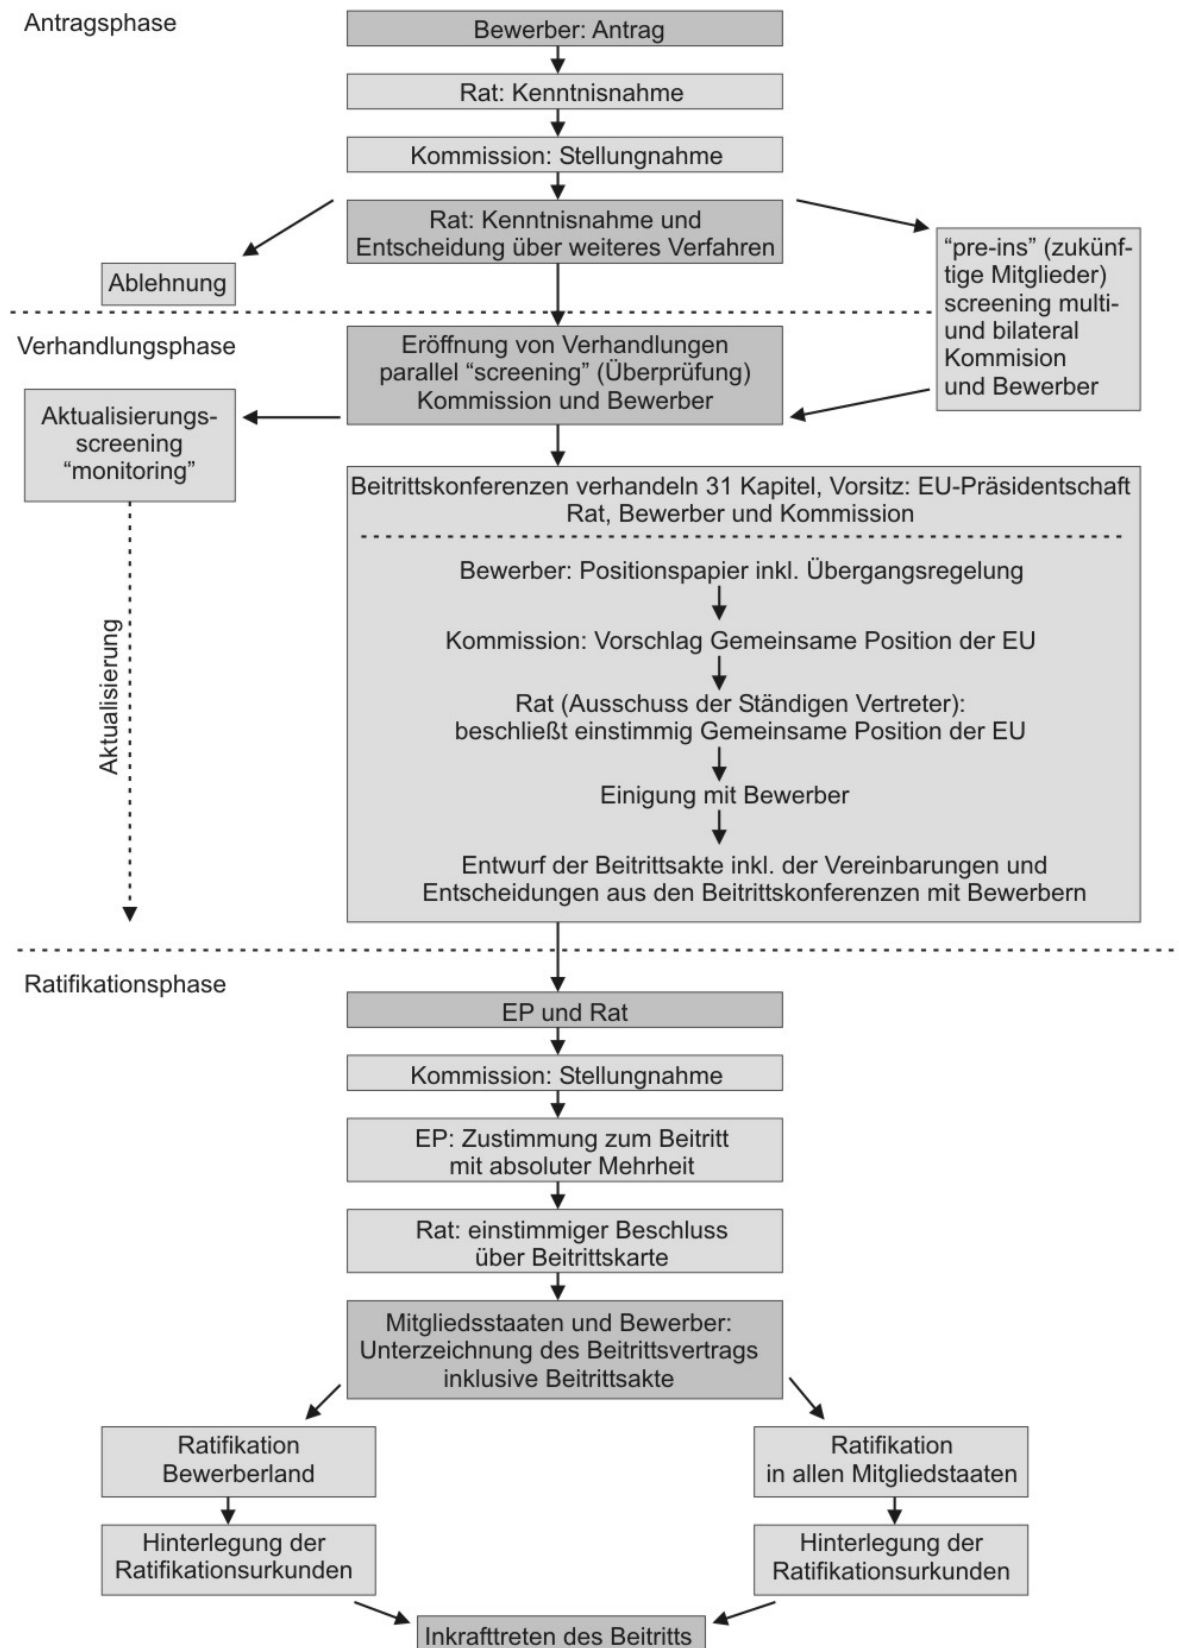 Antragsphase
Bewerber: Antrag
Rat: Kenntnisnahme
Kommission: Stellungnahme
Rat: Kenntnisnahme und
Entscheidung über weiteres Verfahren
Ablehnung
“pre-ins” (zukünf-
tige Mitglieder)
screening multi-
und bilateral
Kommision
und Bewerber
Verhandlungsphase
Eröffnung von Verhandlungen
parallel “screening” (Überprüfung)
Kommission und Bewerber
Aktualisierungs-
screening
“monitoring”
Aktualisierung
Beitrittskonferenzen verhandeln 31 Kapitel, Vorsitz: EU-Präsidentschaft
Rat, Bewerber und Kommission
Bewerber: Positionspapier inkl. Übergangsregelung
Kommission: Vorschlag Gemeinsame Position der EU
Rat (Ausschuss der Ständigen Vertreter):
beschließt einstimmig Gemeinsame Position der EU
Einigung mit Bewerber
Entwurf der Beitrittsakte inkl. der Vereinbarungen und
Entscheidungen aus den Beitrittskonferenzen mit Bewerbern
Ratifikationsphase
EP und Rat
Kommission: Stellungnahme
EP: Zustimmung zum Beitritt
mit absoluter Mehrheit
Rat: einstimmiger Beschluss
über Beitrittskarte
Mitgliedsstaaten und Bewerber:
Unterzeichnung des Beitrittsvertrags
inklusive Beitrittsakte
Ratifikation
Bewerberland
Ratifikation
in allen Mitgliedstaaten
Hinterlegung der
Ratifikationsurkunden
Hinterlegung der
Ratifikationsurkunden
Inkrafttreten des Beitritts